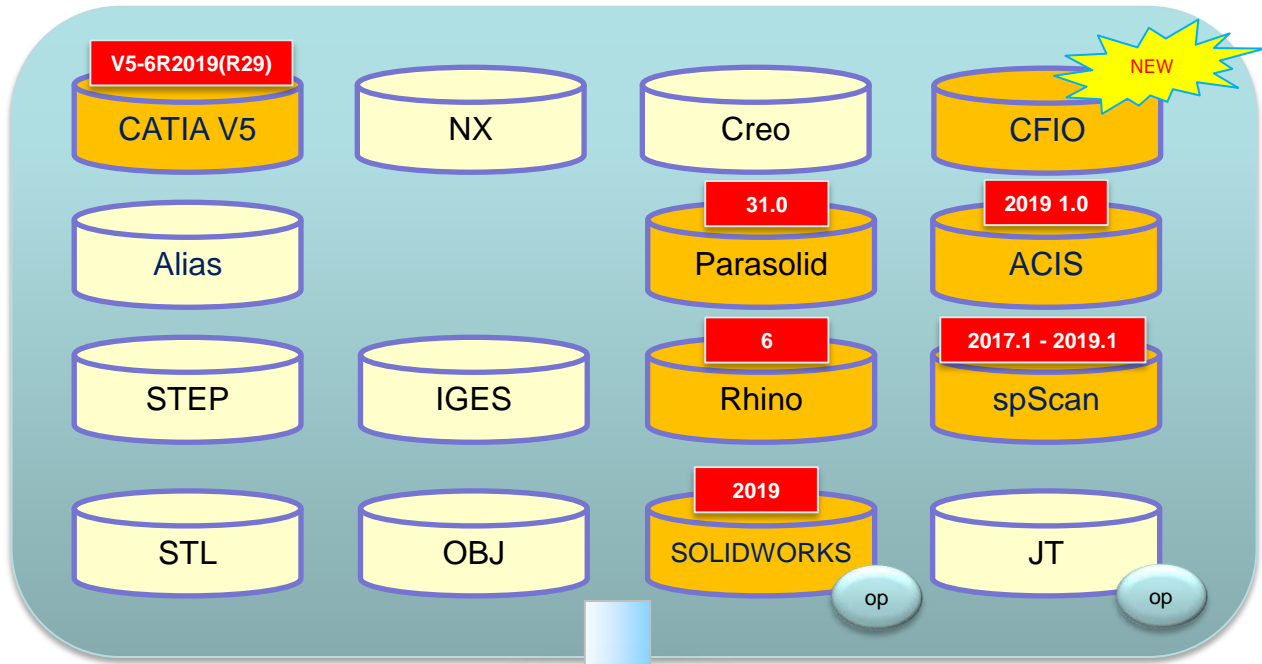 V5-6R2019(R29)
NEW
CATIA V5
NX
Creo
CFIO
31.0
2019 1.0
Alias
Parasolid
ACIS
6
2017.1 - 2019.1
STEP
IGES
Rhino
spScan
2019
STL
OBJ
SOLIDWORKS
JT
op
op